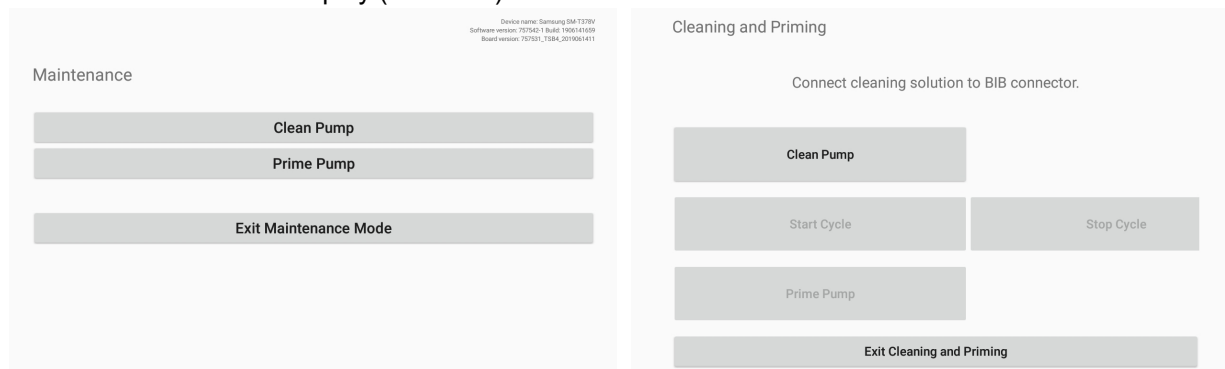 Device name: Samsung SM-T378V
Software version: 757542-1 Build: 1906141659
Board version: 757531_TSB4_2019061411
Maintenance
Clean Pump
Prime Pump
Exit Maintenance Mode
Cleaning and Priming
Connect cleaning solution to BIB connector.
Clean Pump
Start Cycle
Stop Cycle
Prime Pump
Exit Cleaning and Priming